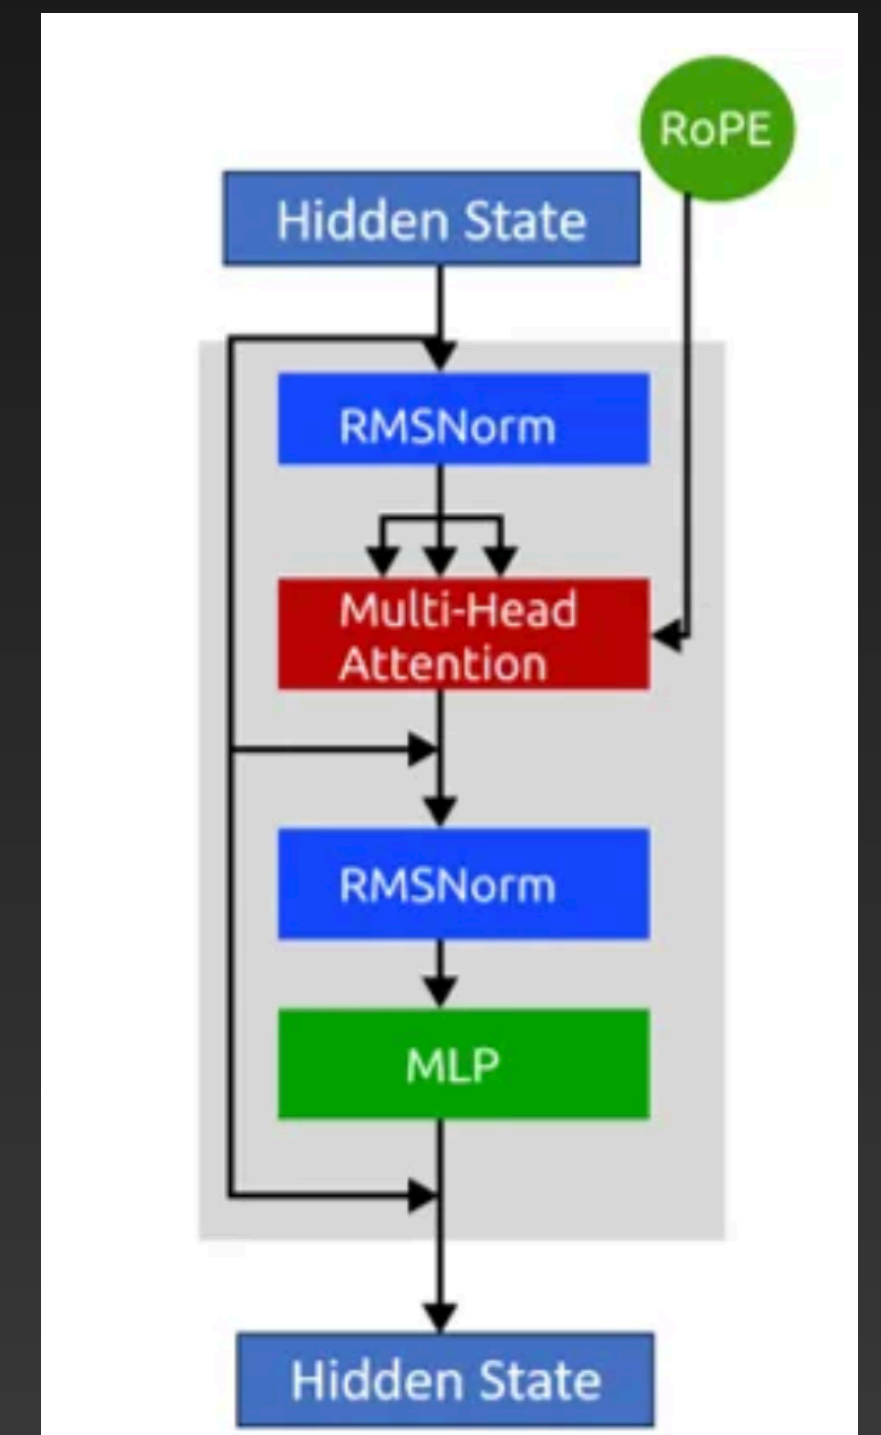 RoPE
Hidden State
RMSNorm
Multi-Head
Attention
RMSNorm
MLP
Hidden State